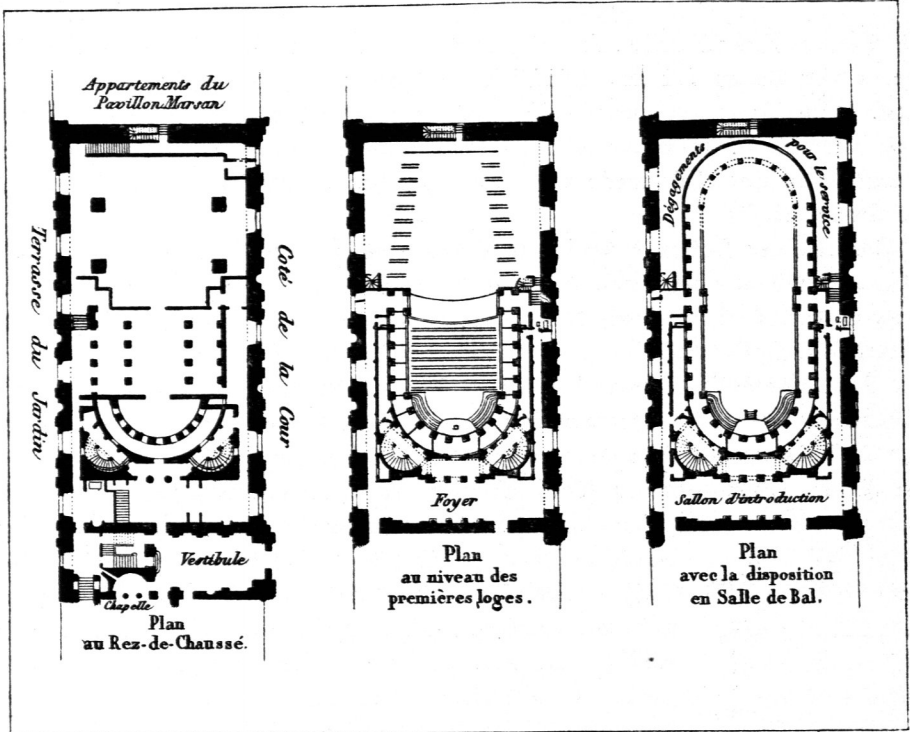 Appartements du
Pavillon Marsan
Terrasse du Jardin
Coté de la Cour
Vestibule
Chapelle
Plan
au Rez-de-Chaussé.
Foyer
Plan
au niveau des
premières loges.
Dégagements pour le service
Sallon d'introduction
Plan
avec la disposition
en Salle de Bal.